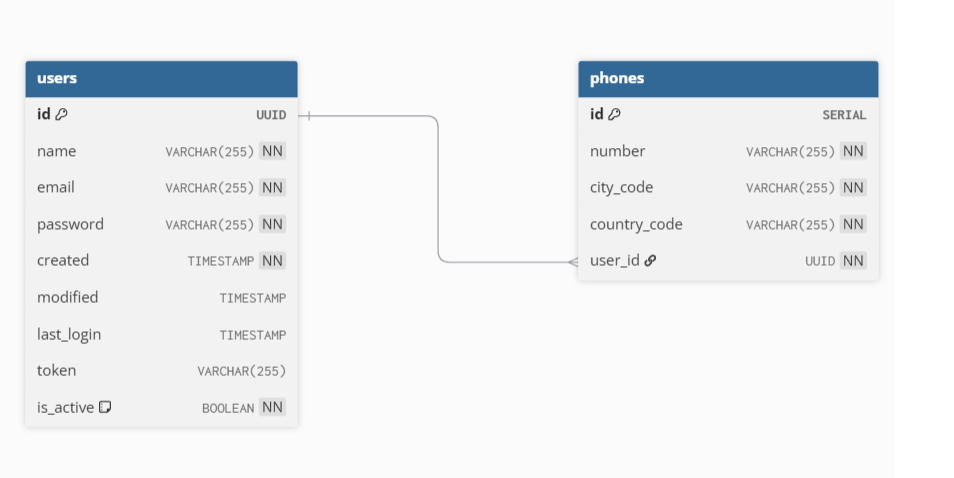 users
id UUID
name VARCHAR(255) NN
email VARCHAR(255) NN
password VARCHAR(255) NN
created TIMESTAMP NN
modified TIMESTAMP
last_login TIMESTAMP
token VARCHAR(255)
is_active BOOLEAN NN
phones
id SERIAL
number VARCHAR(255) NN
city_code VARCHAR(255) NN
country_code VARCHAR(255) NN
user_id UUID NN